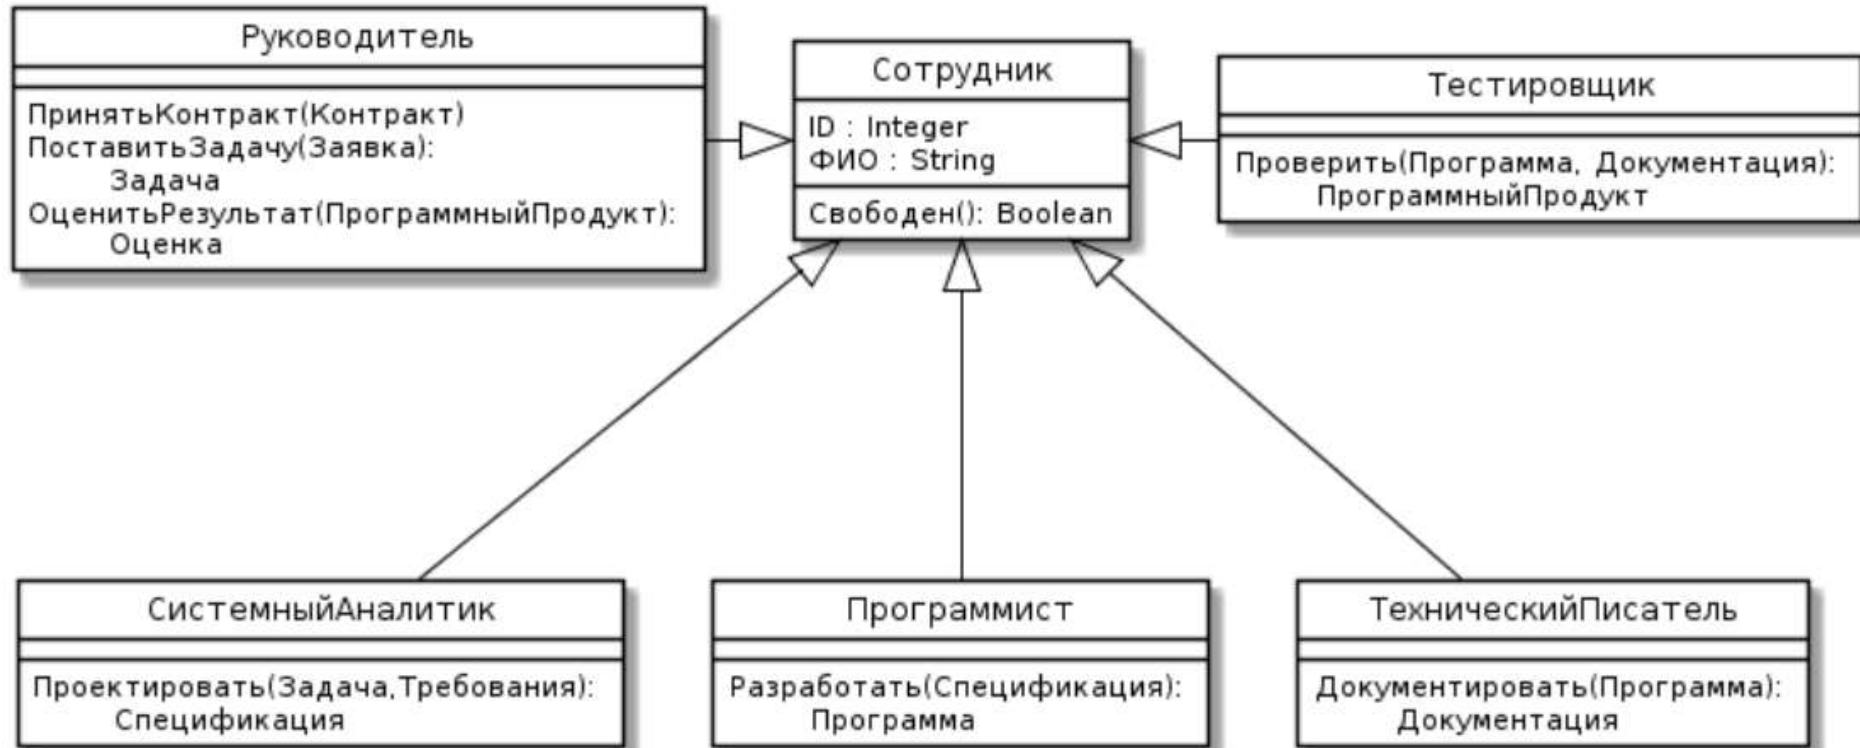 Руководитель
ПринятьКонтракт(Контракт)
ПоставитьЗадачу(Заявка):
Задача
ОценитьРезультат(ПрограммныйПродукт):
Оценка
Сотрудник
ID : Integer
ФИО : String
Свободен(): Boolean
Тестировщик
Проверить(Программа, Документация):
ПрограммныйПродукт
СистемныйАналитик
Проектировать(Задача,Требования):
Спецификация
Программист
Разработать(Спецификация):
Программа
ТехническийПисатель
Документировать(Программа):
Документация